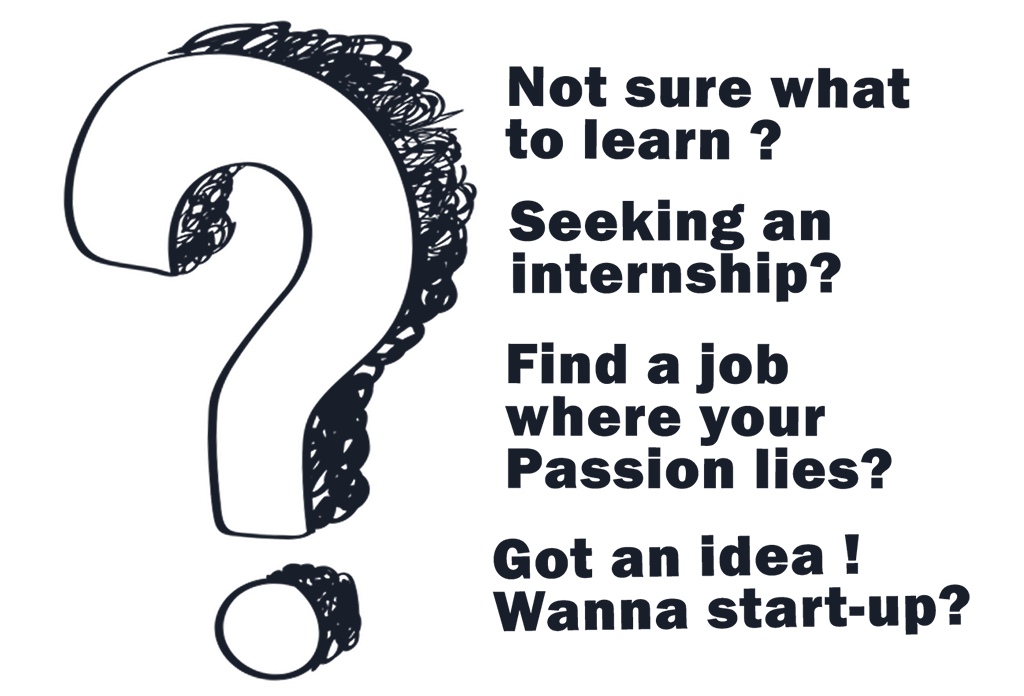 Not sure what
to learn ?
Seeking an
internship?
Find a job
where your
Passion lies?
Got an idea !
Wanna start-up?